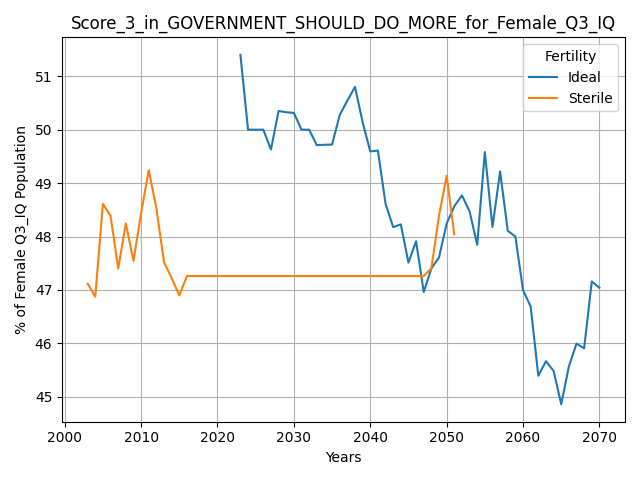 Score_3_in_GOVERNMENT_SHOULD_DO_MORE_for_Female_Q3_IQ
Fertility
Ideal
Sterile
% of Female Q3_IQ Population
51
50
49
48
47
46
45
2000
2010
2020
2030
2040
2050
2060
2070
Years